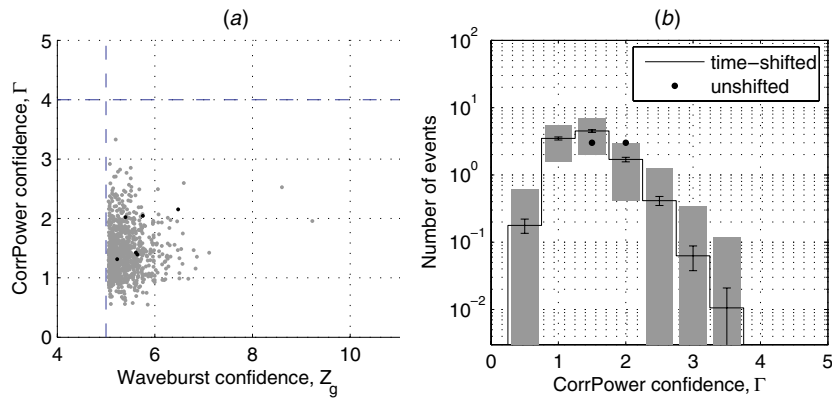 (a)
5
4
3
2
1
0
4
6
8
10
CorrPower confidence, Γ
Waveburst confidence, Z_g
(b)
10^2
10^1
10^0
10^−1
10^−2
0
1
2
3
4
5
Number of events
CorrPower confidence, Γ
time−shifted
unshifted